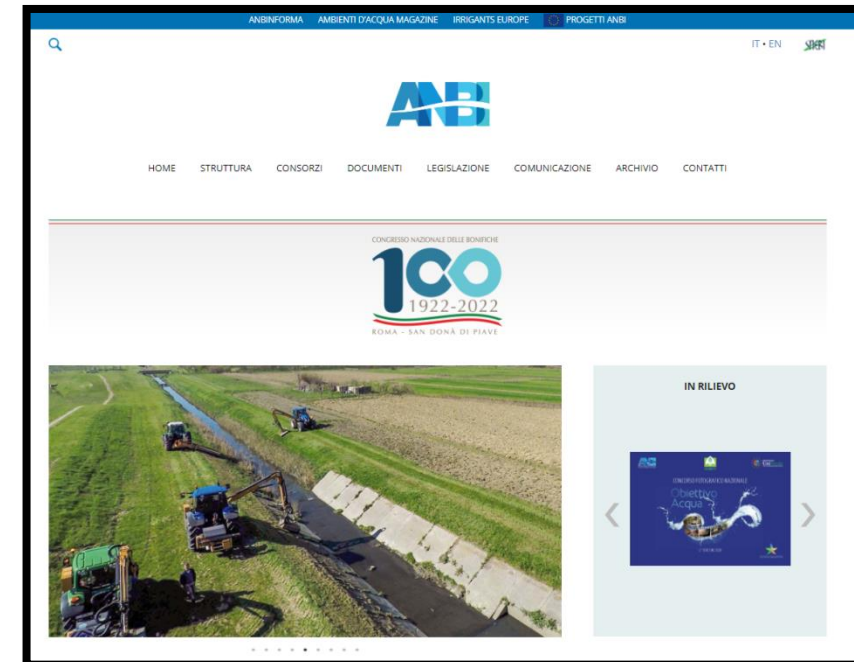 ANBINFORMA AMBIENTI D'ACQUA MAGAZINE IRRIGANTS EUROPE PROGETTI ANBI
IT • EN
ANBI
HOME STRUTTURA CONSORZI DOCUMENTI LEGISLAZIONE COMUNICAZIONE ARCHIVIO CONTATTI
CONGRESSO NAZIONALE DELLE BONIFICHE
100
1922-2022
ROMA - SAN DONÀ DI PIAVE
IN RILIEVO
ANBI
CONCORSO FOTOGRAFICO NAZIONALE
Obiettivo
Acqua